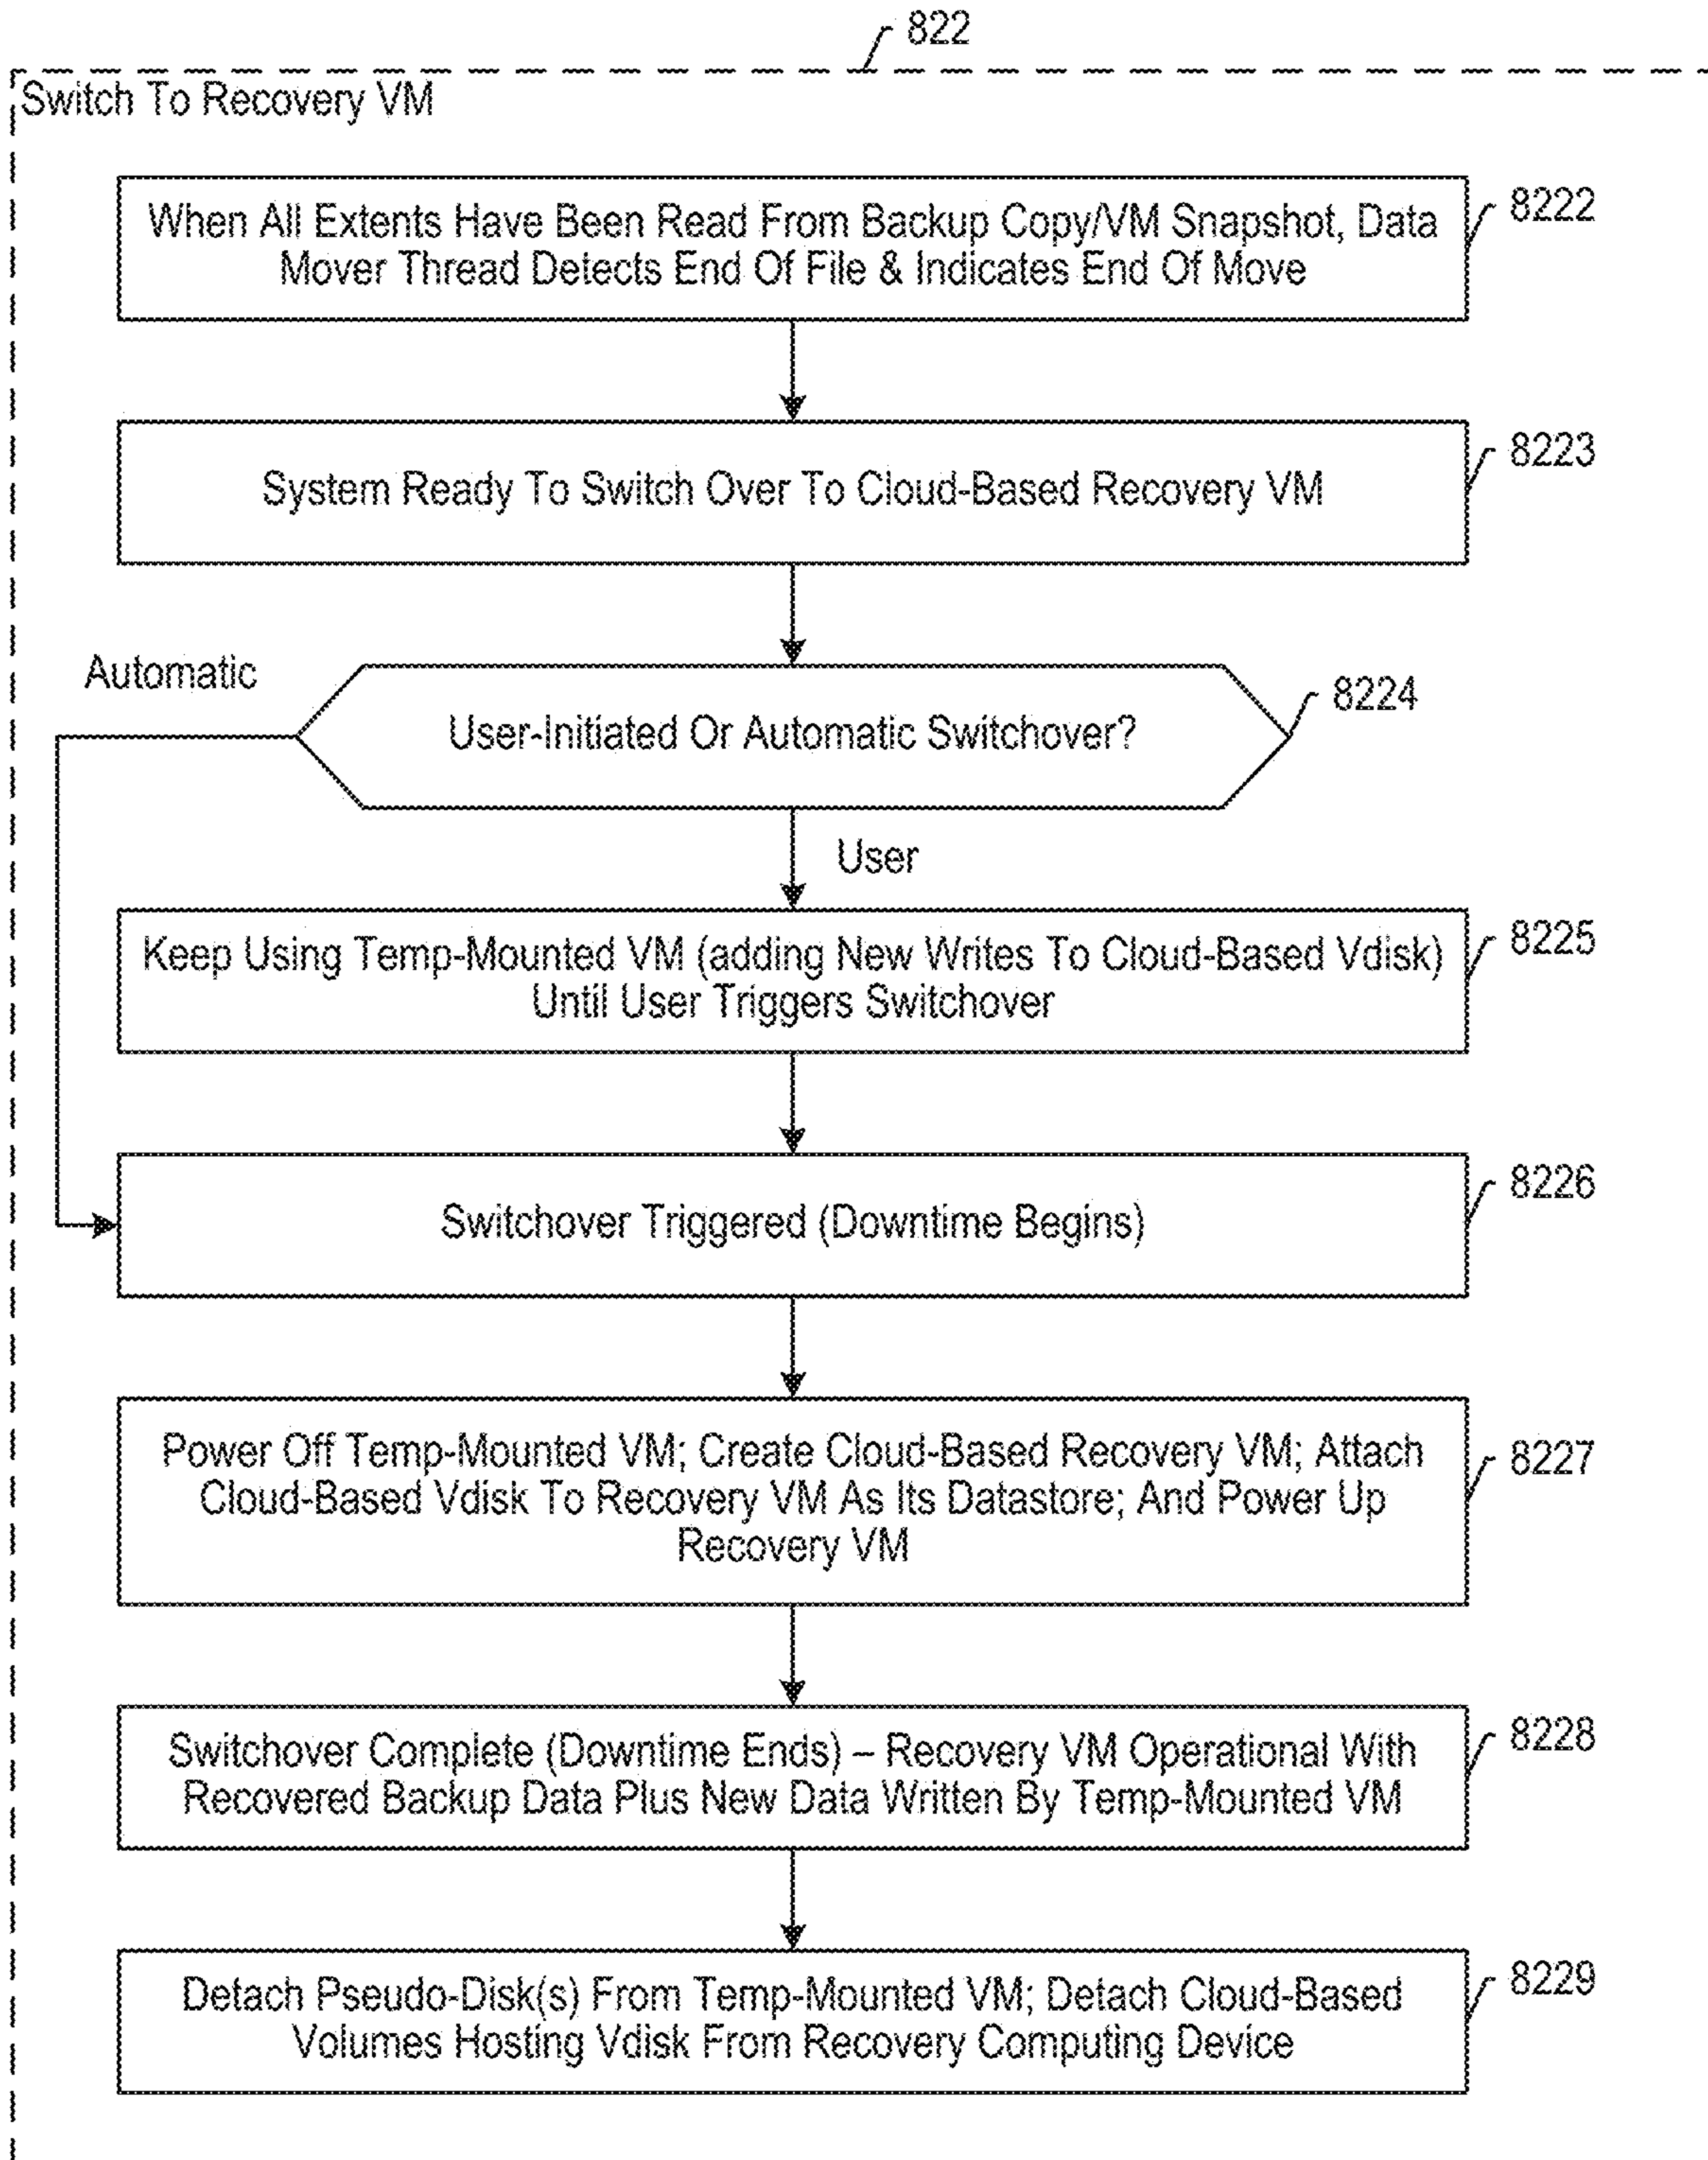 822
Switch To Recovery VM
When All Extents Have Been Read From Backup Copy/VM Snapshot, Data
Mover Thread Detects End Of File & Indicates End Of Move
8222
System Ready To Switch Over To Cloud-Based Recovery VM
8223
Automatic
User-Initiated Or Automatic Switchover?
8224
User
Keep Using Temp-Mounted VM (adding New Writes To Cloud-Based Vdisk)
Until User Triggers Switchover
8225
Switchover Triggered (Downtime Begins)
8226
Power Off Temp-Mounted VM; Create Cloud-Based Recovery VM; Attach
Cloud-Based Vdisk To Recovery VM As Its Datastore; And Power Up
Recovery VM
8227
Switchover Complete (Downtime Ends) – Recovery VM Operational With
Recovered Backup Data Plus New Data Written By Temp-Mounted VM
8228
Detach Pseudo-Disk(s) From Temp-Mounted VM; Detach Cloud-Based
Volumes Hosting Vdisk From Recovery Computing Device
8229